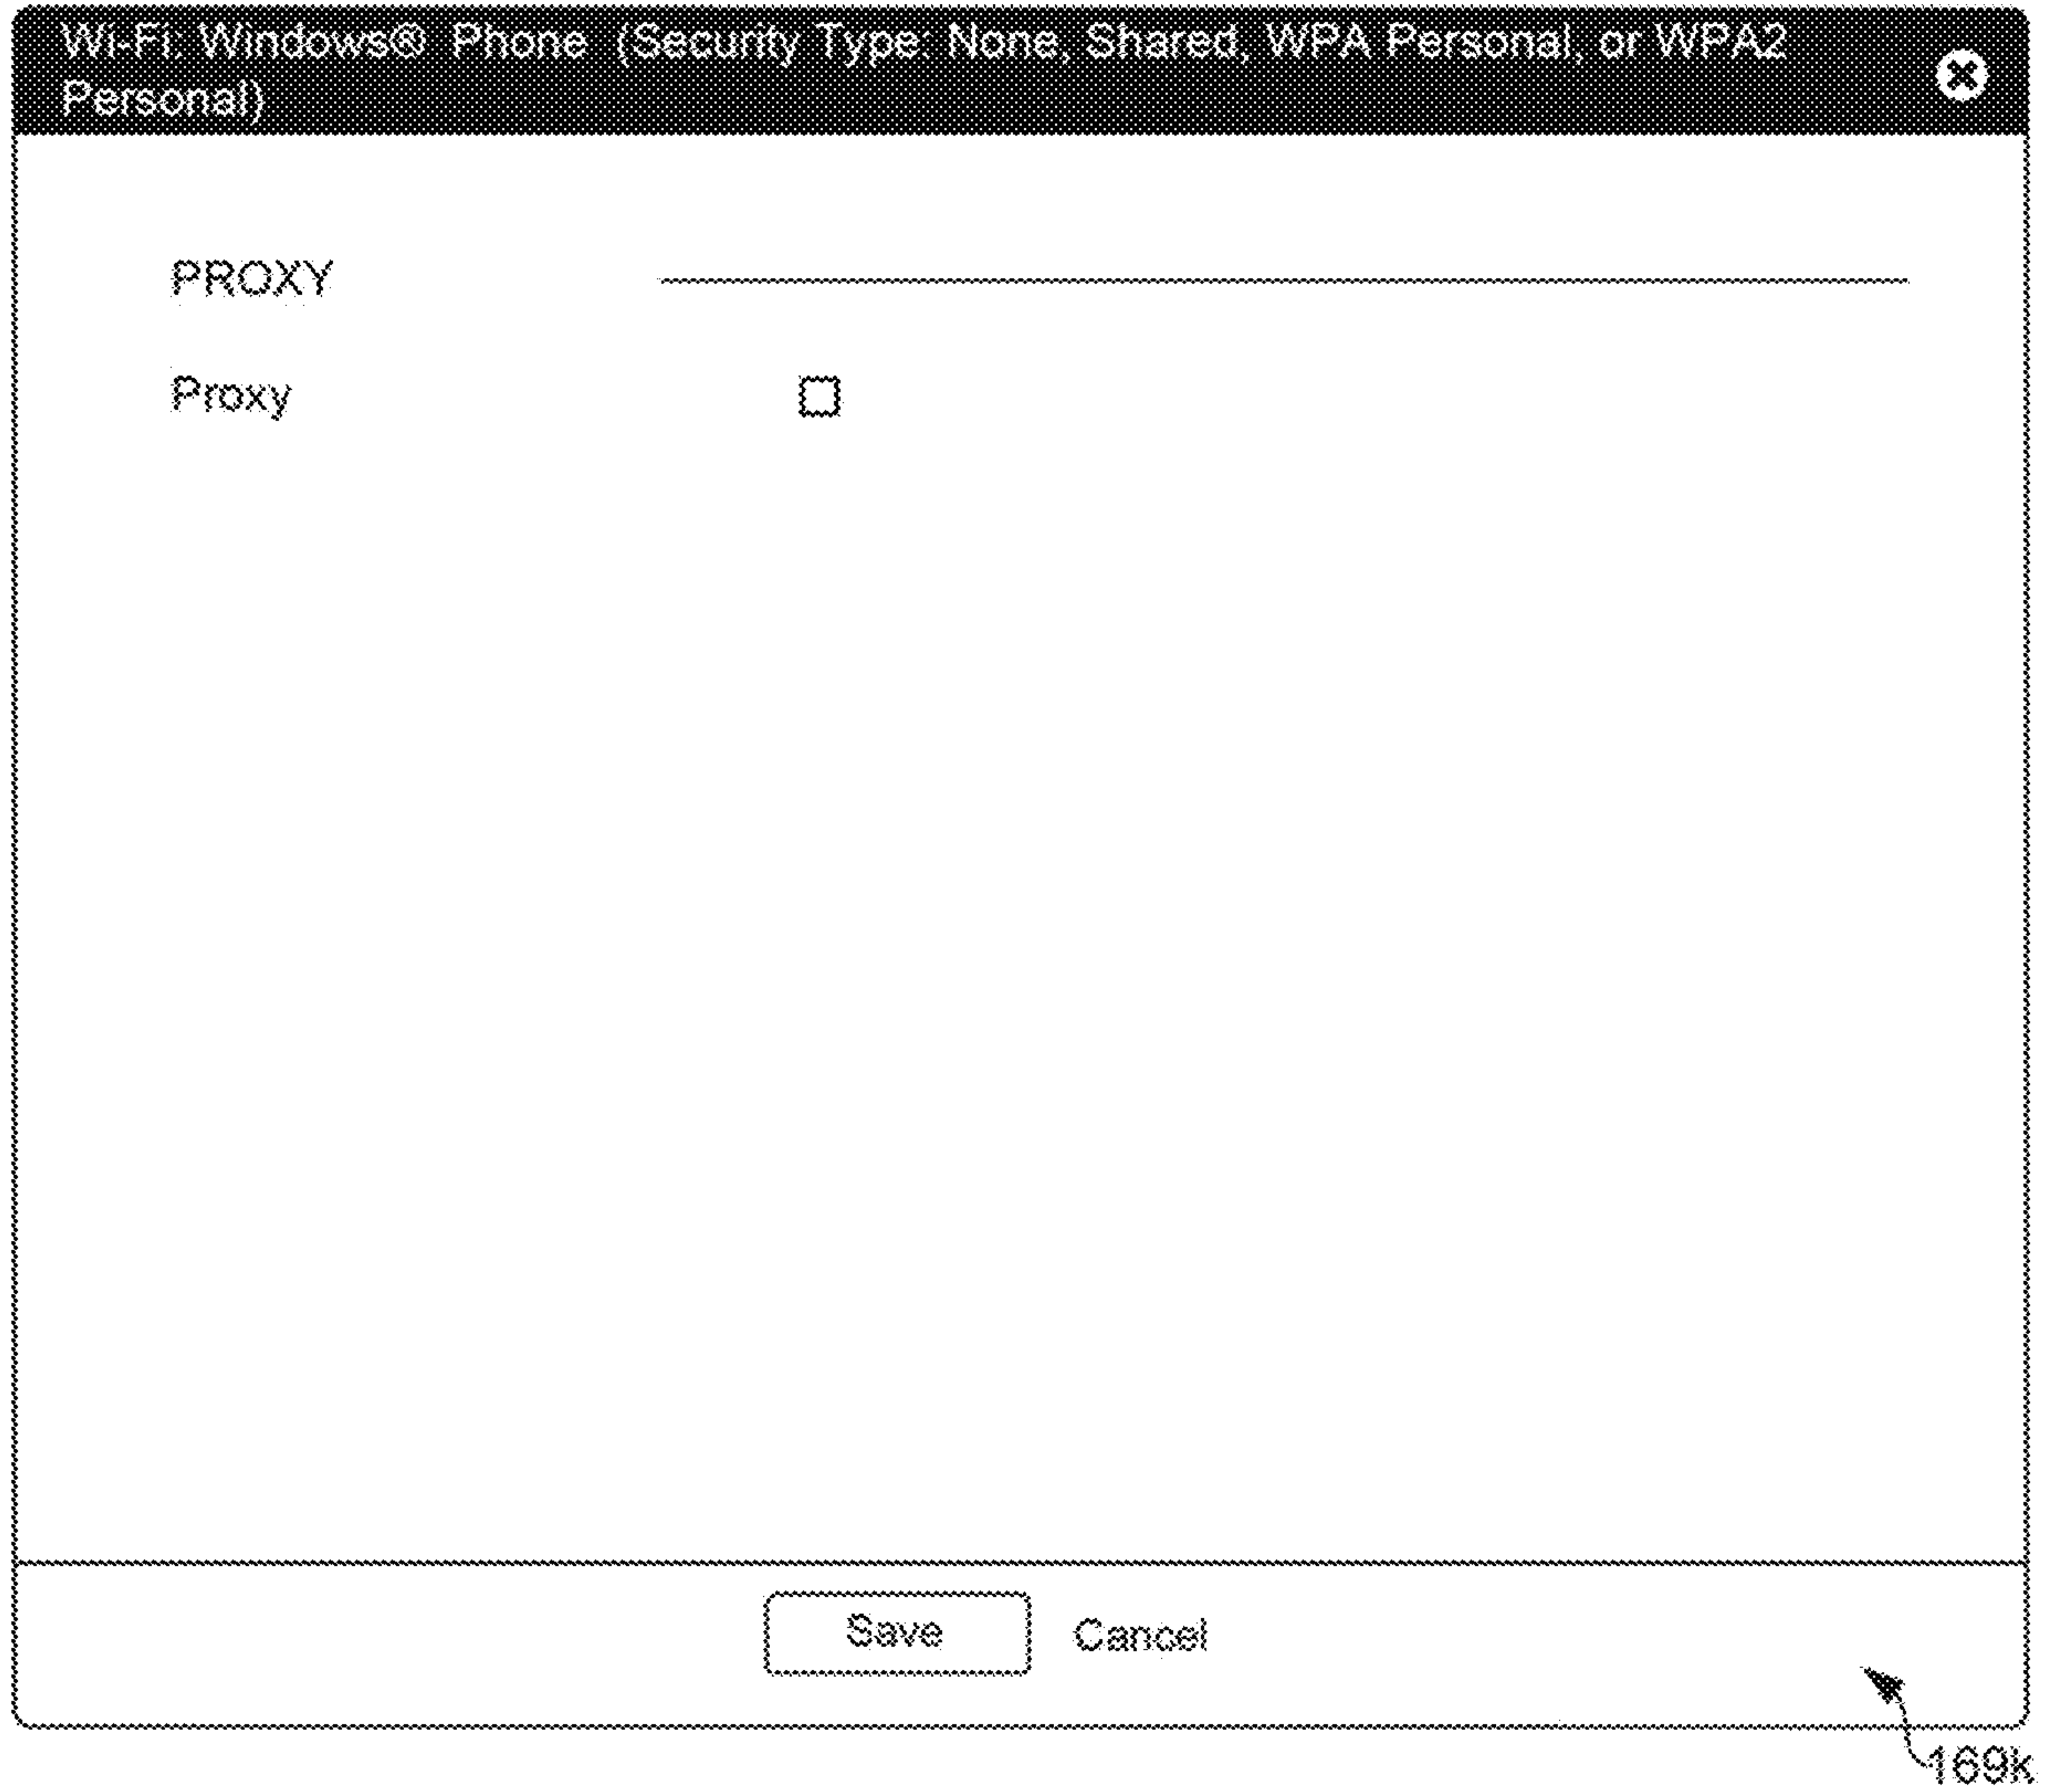 Wi-Fi: Windows® Phone (Security Type: None, Shared, WPA Personal, or WPA2
Personal)
PROXY
Proxy
Save Cancel
169k